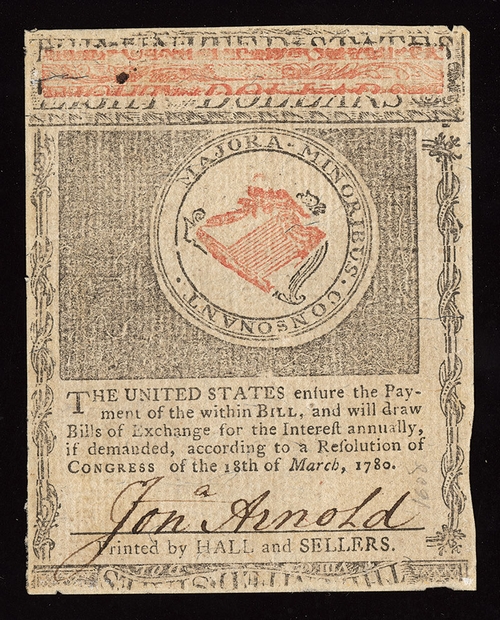 THE UNITED STATES
EIGHT DOLLARS
MAJORA · MINORIBUS · CONSONANT ·
THE UNITED STATES enſure the Pay-
ment of the within BILL, and will draw
Bills of Exchange for the Intereſt annually,
if demanded, according to a Reſolution of
CONGRESS of the 18th of March, 1780.
Jonª Arnold
Printed by HALL and SELLERS.